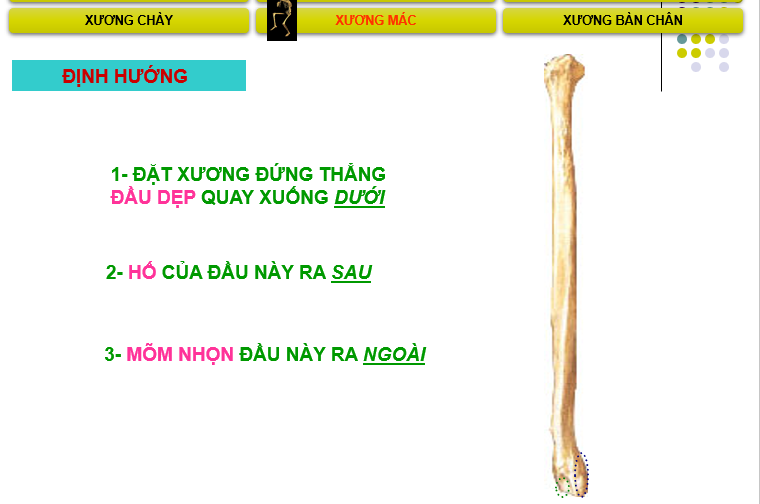 XƯƠNG CHÀY
XƯƠNG MÁC
XƯƠNG BÀN CHÂN
ĐỊNH HƯỚNG
1- ĐẶT XƯƠNG ĐỨNG THẲNG
ĐẦU DẸP QUAY XUỐNG DƯỚI
2- HỐ CỦA ĐẦU NÀY RA SAU
3- MÕM NHỌN ĐẦU NÀY RA NGOÀI